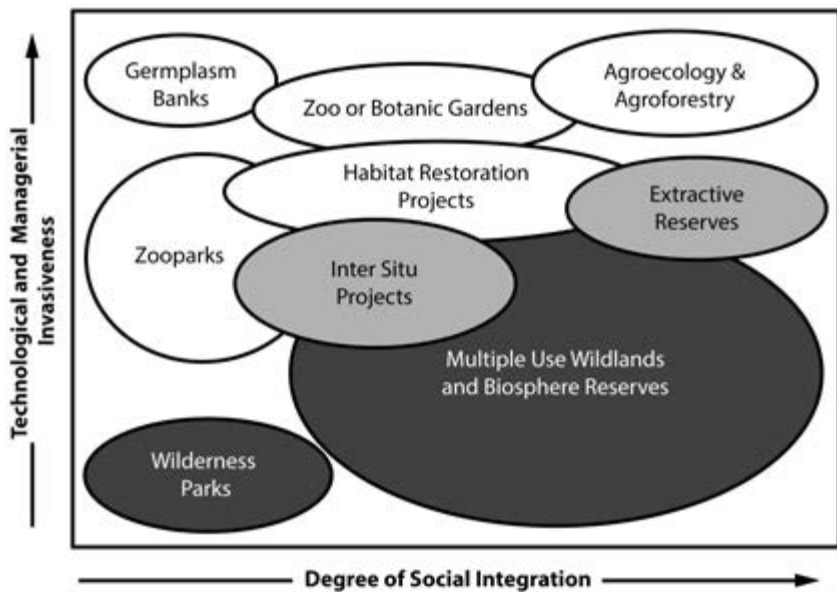 Germplasm
Banks
Zoo or Botanic Gardens
Agroecology &
Agroforestry
Habitat Restoration
Projects
Extractive
Reserves
Zooparks
Inter Situ
Projects
Multiple Use Wildlands
and Biosphere Reserves
Wilderness
Parks
Technological and Managerial
Invasiveness
Degree of Social Integration